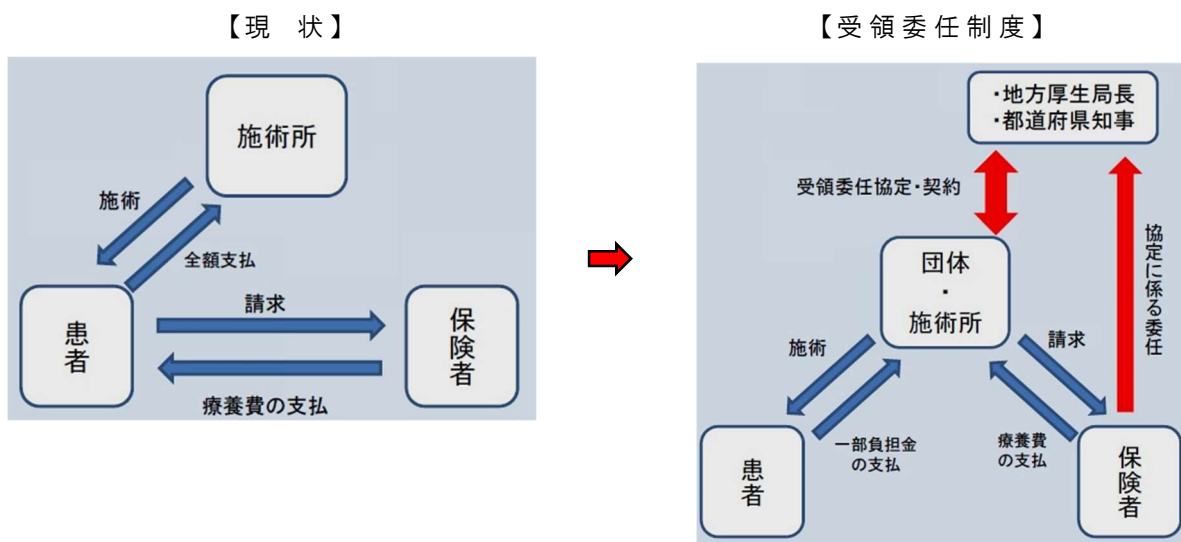 【現　状】
施術所
施術
全額支払
請求
患者
保険者
療養費の支払
【受領委任制度】
・地方厚生局長
・都道府県知事
受領委任協定・契約
協定に係る委任
団体
・
施術所
施術
請求
一部負担金
の支払
療養費
の支払
患者
保険者